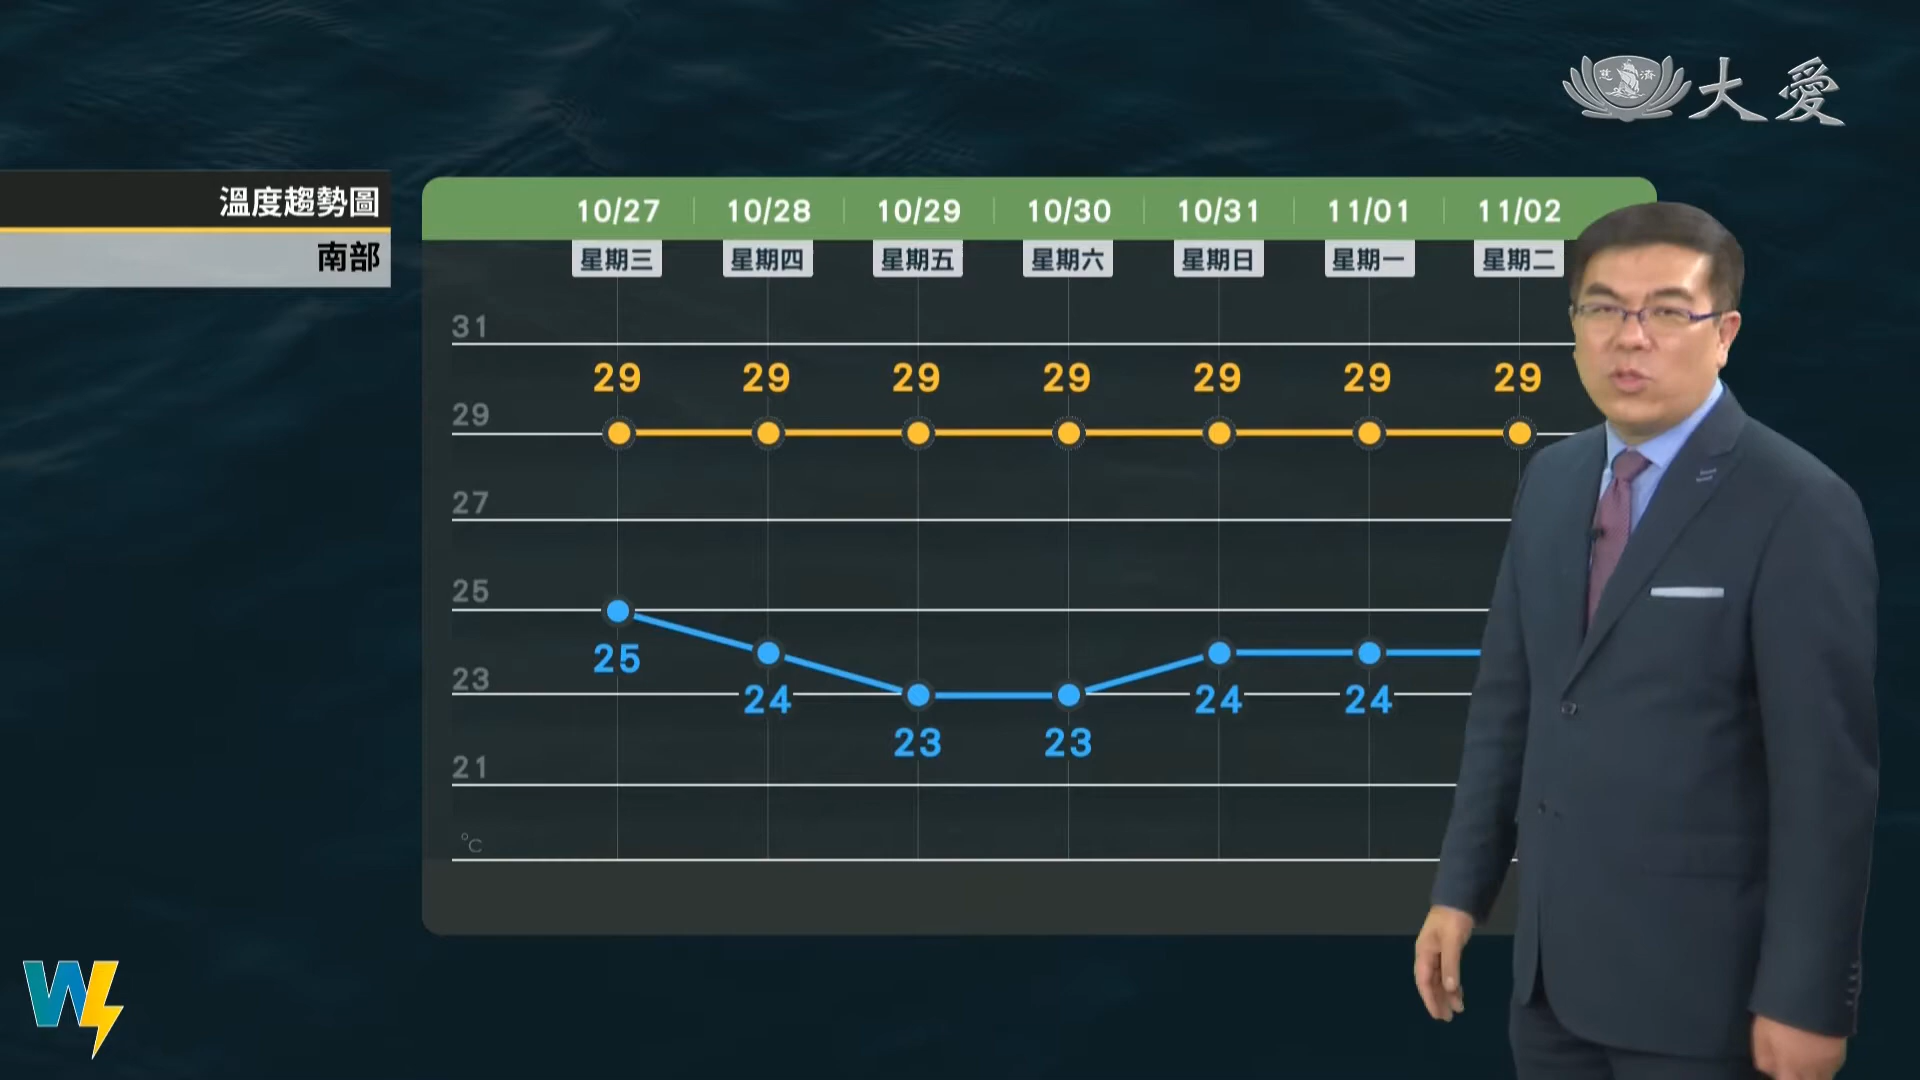 慈濟
大愛
溫度趨勢圖
南部
10/27 10/28 10/29 10/30 10/31 11/01 11/02
星期三 星期四 星期五 星期六 星期日 星期一 星期二
31
29 29 29 29 29 29 29
29
27
25
25
24 24 24
23
23 23
21
°C
W